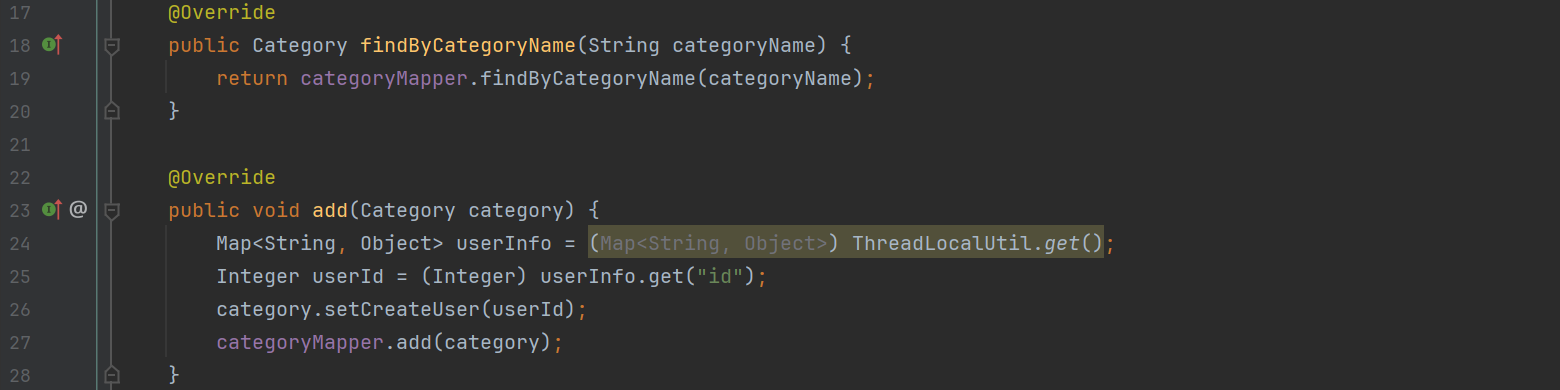 17 @Override
18 public Category findByCategoryName(String categoryName) {
19 return categoryMapper.findByCategoryName(categoryName);
20 }
21
22 @Override
23 @ public void add(Category category) {
24 Map<String, Object> userInfo = (Map<String, Object>) ThreadLocalUtil.get();
25 Integer userId = (Integer) userInfo.get("id");
26 category.setCreateUser(userId);
27 categoryMapper.add(category);
28 }